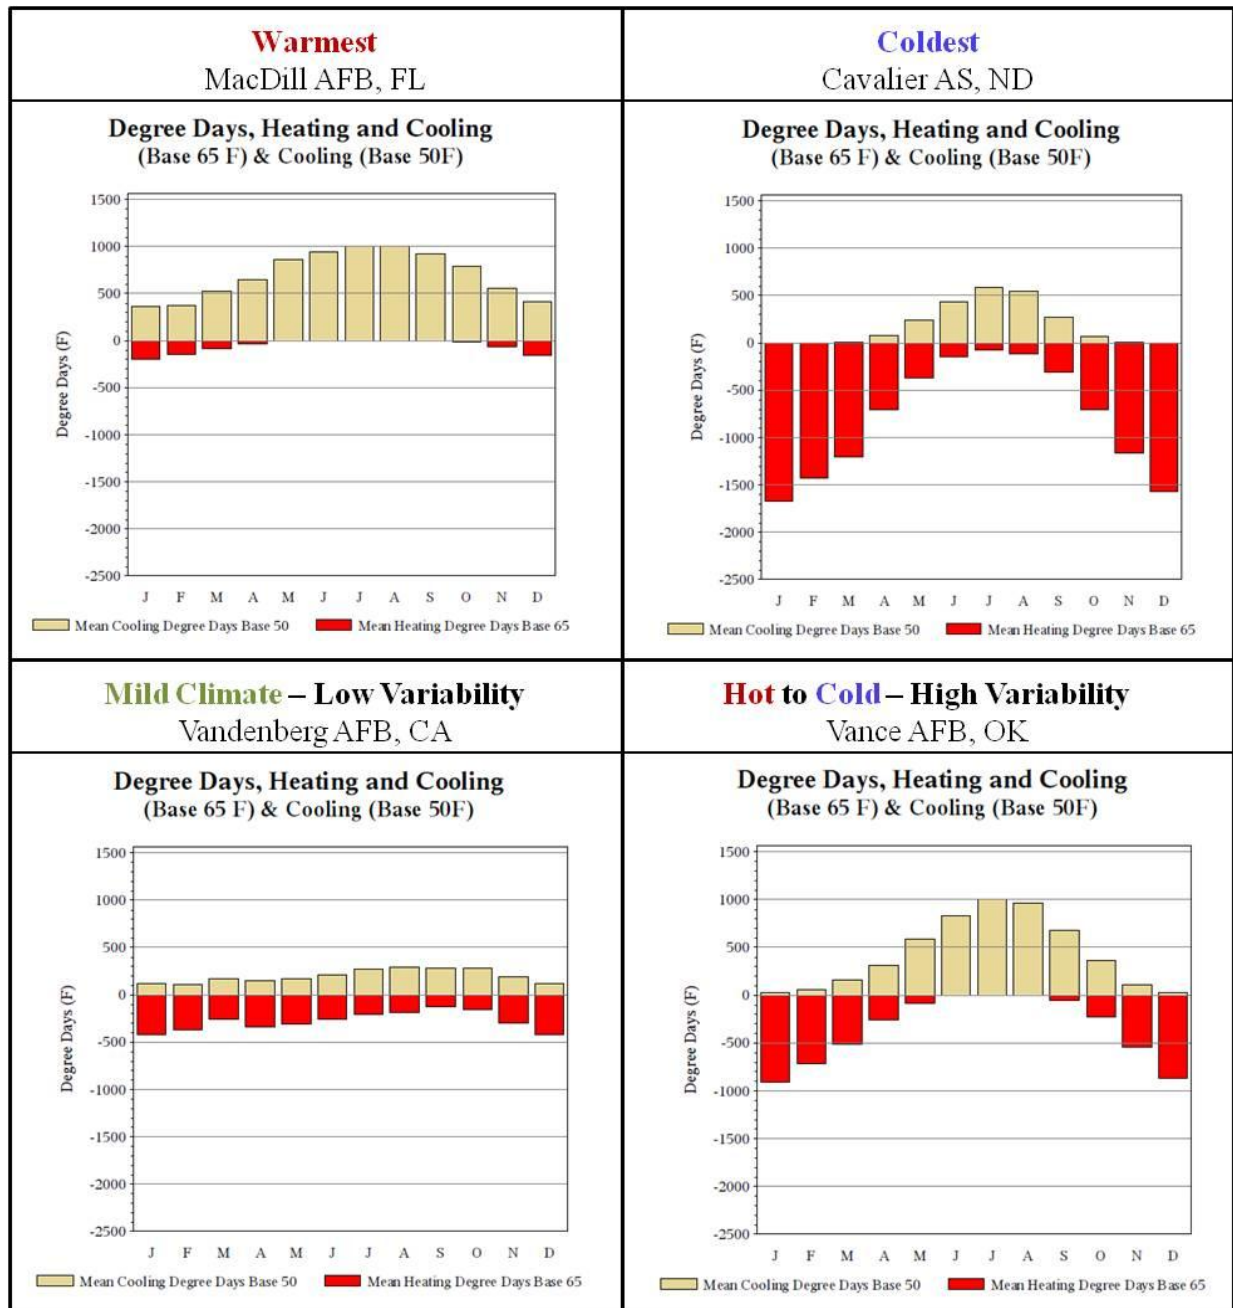 Warmest
MacDill AFB, FL
Degree Days, Heating and Cooling
(Base 65 F) & Cooling (Base 50F)
1500
1000
500
0
-500
-1000
-1500
-2000
-2500
Degree Days (F)
J F M A M J J A S O N D
Mean Cooling Degree Days Base 50 Mean Heating Degree Days Base 65
Coldest
Cavalier AS, ND
Degree Days, Heating and Cooling
(Base 65 F) & Cooling (Base 50F)
1500
1000
500
0
-500
-1000
-1500
-2000
-2500
Degree Days (F)
J F M A M J J A S O N D
Mean Cooling Degree Days Base 50 Mean Heating Degree Days Base 65
Mild Climate – Low Variability
Vandenberg AFB, CA
Degree Days, Heating and Cooling
(Base 65 F) & Cooling (Base 50F)
1500
1000
500
0
-500
-1000
-1500
-2000
-2500
Degree Days (F)
J F M A M J J A S O N D
Mean Cooling Degree Days Base 50 Mean Heating Degree Days Base 65
Hot to Cold – High Variability
Vance AFB, OK
Degree Days, Heating and Cooling
(Base 65 F) & Cooling (Base 50F)
1500
1000
500
0
-500
-1000
-1500
-2000
-2500
Degree Days (F)
J F M A M J J A S O N D
Mean Cooling Degree Days Base 50 Mean Heating Degree Days Base 65